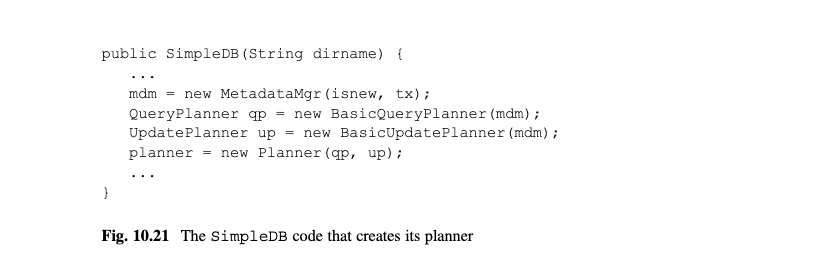 public SimpleDB(String dirname) {
...
mdm = new MetadataMgr(isnew, tx);
QueryPlanner qp = new BasicQueryPlanner(mdm);
UpdatePlanner up = new BasicUpdatePlanner(mdm);
planner = new Planner(qp, up);
...
}
Fig. 10.21 The SimpleDB code that creates its planner